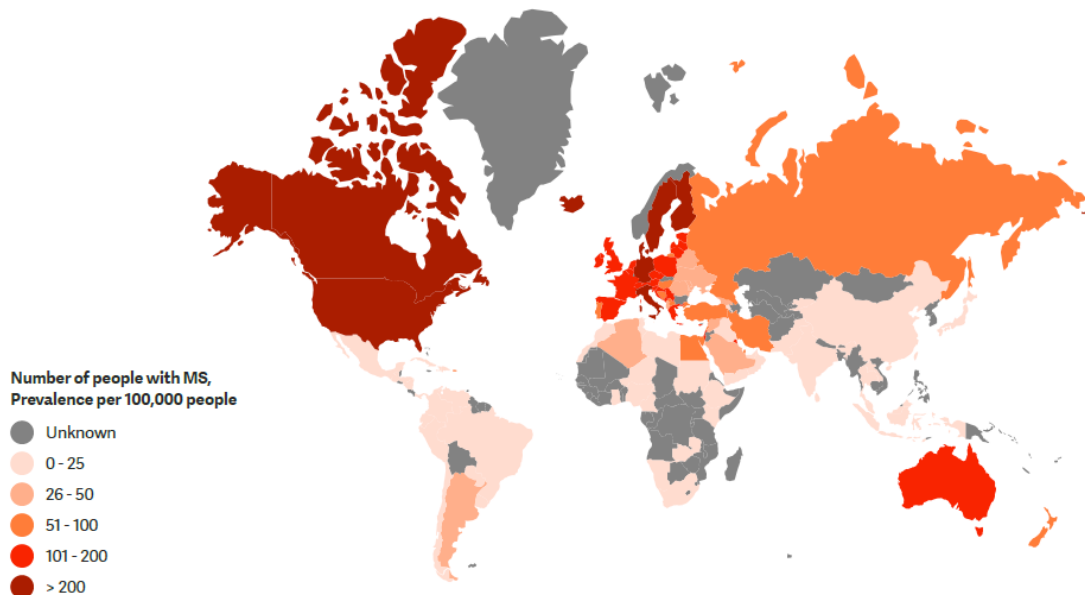 Number of people with MS,
Prevalence per 100,000 people
Unknown
0 - 25
26 - 50
51 - 100
101 - 200
> 200